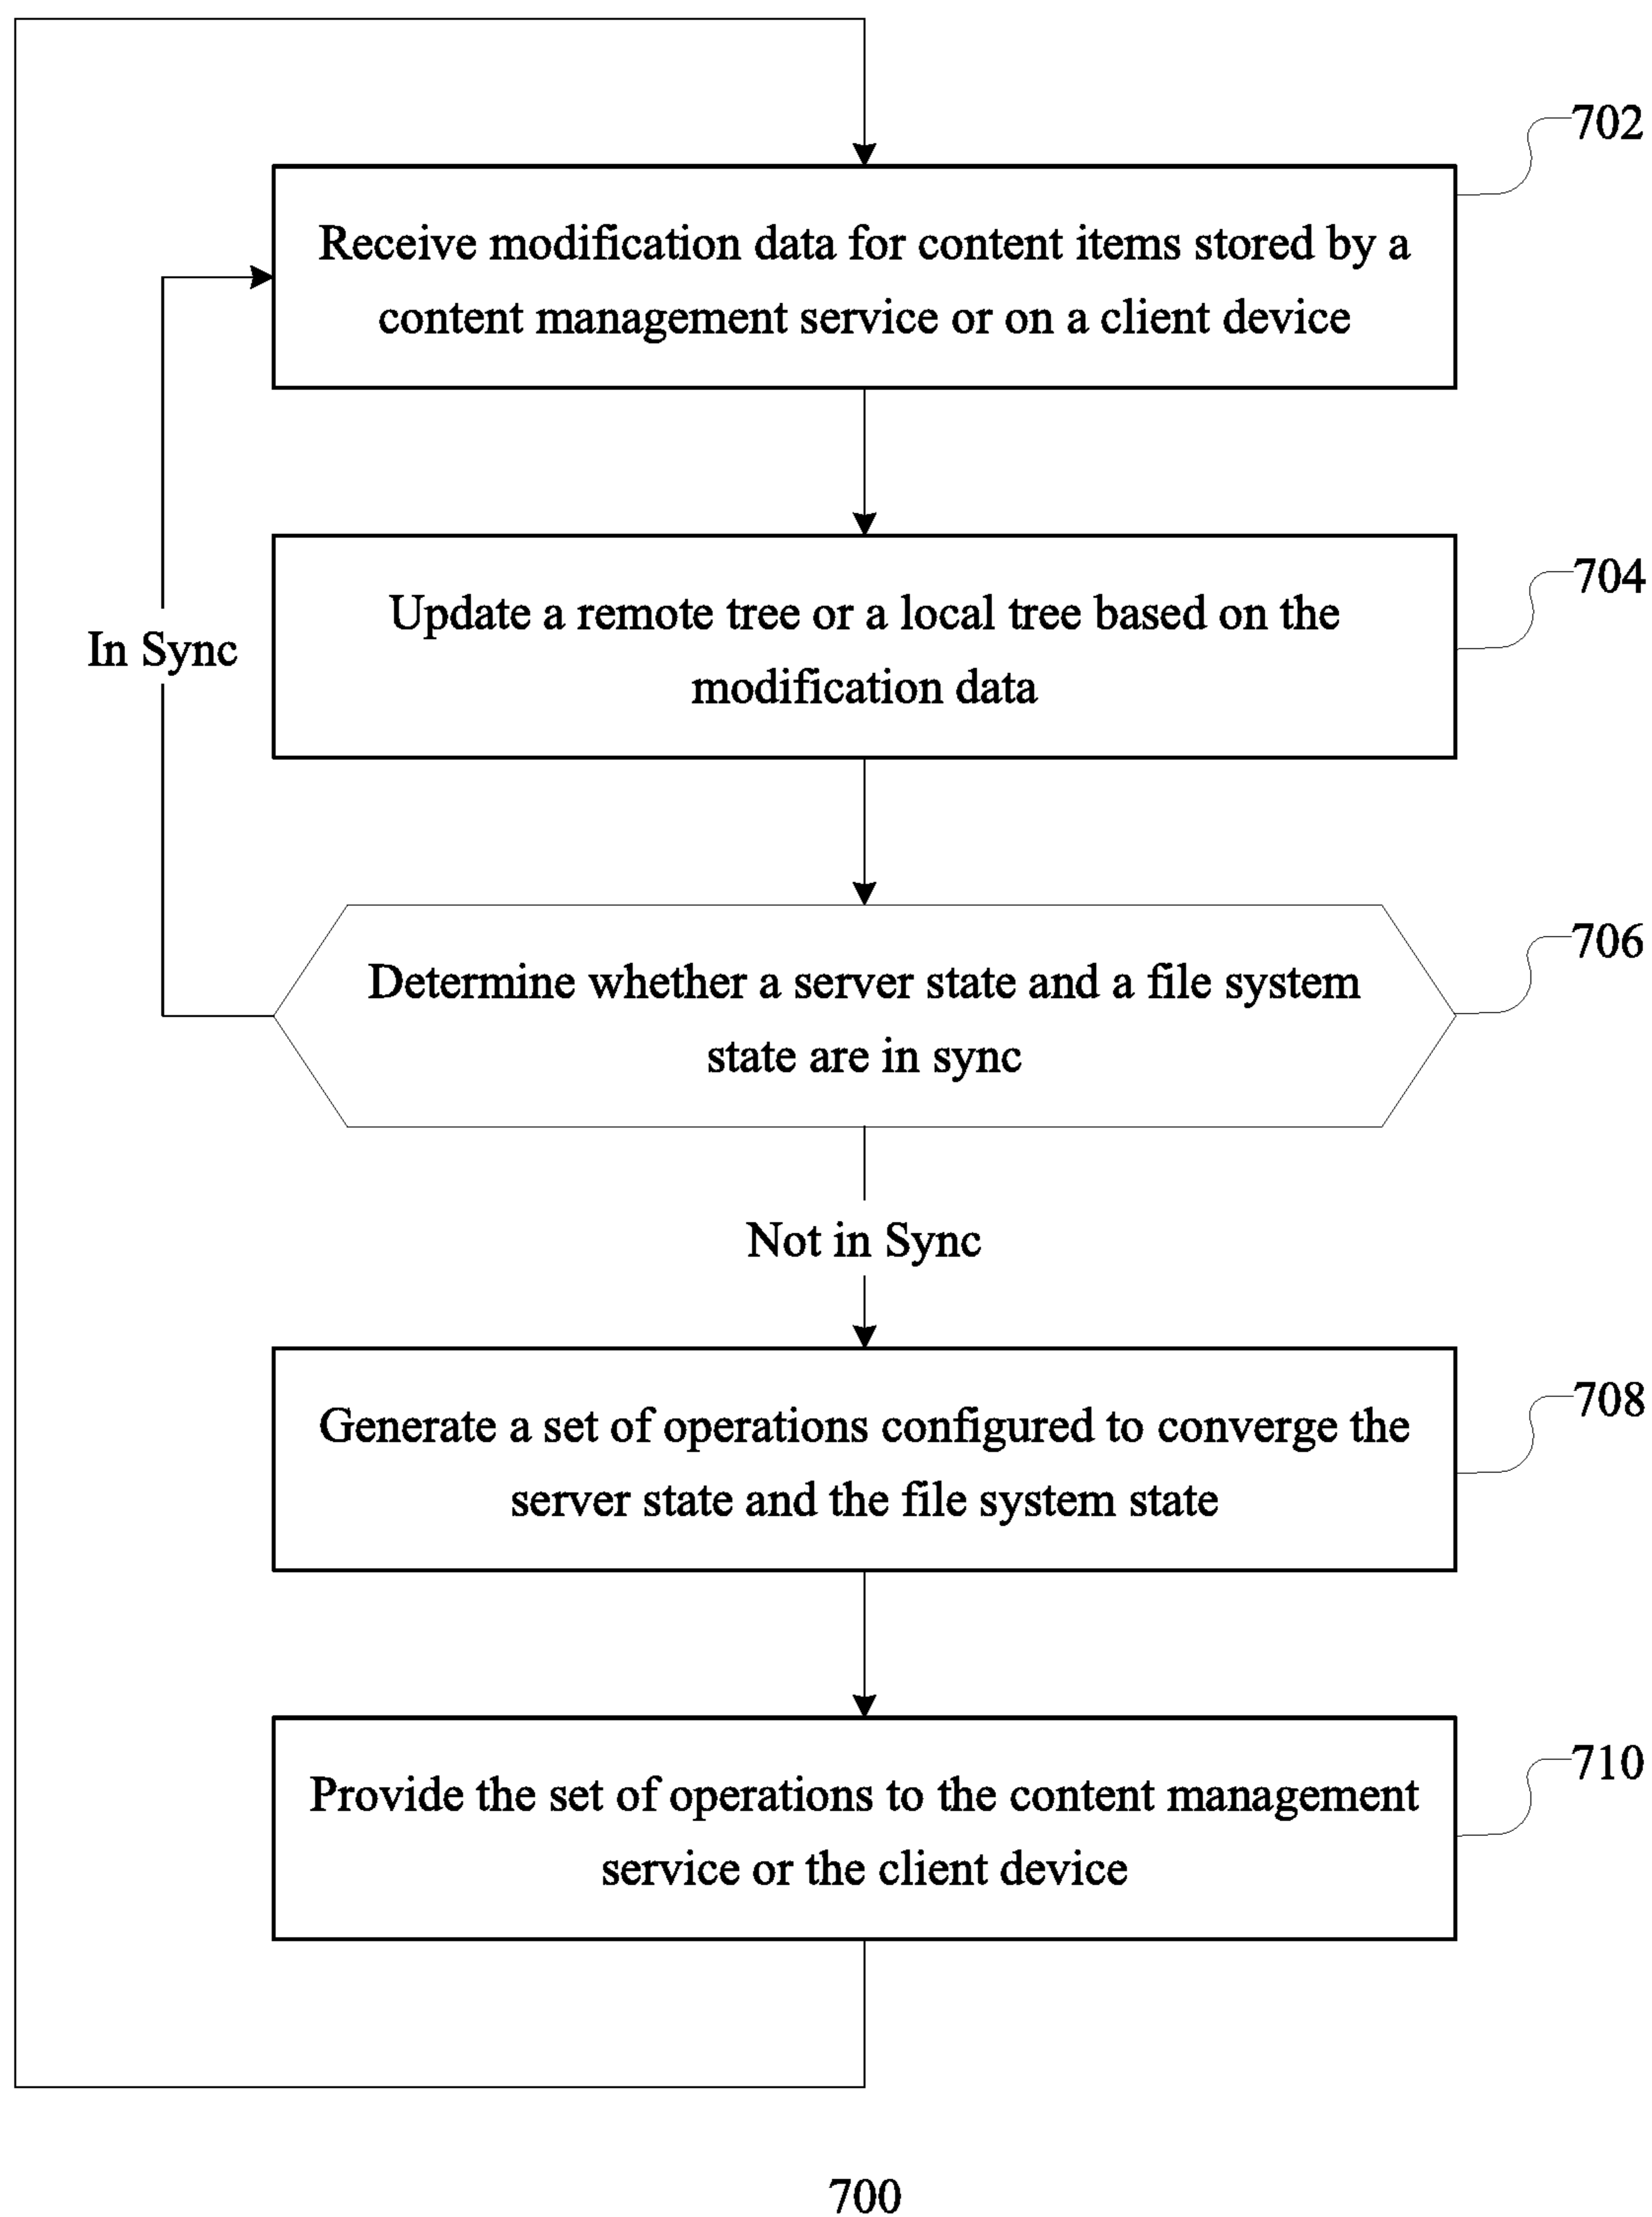 702
Receive modification data for content items stored by a
content management service or on a client device
704
Update a remote tree or a local tree based on the
modification data
In Sync
706
Determine whether a server state and a file system
state are in sync
Not in Sync
708
Generate a set of operations configured to converge the
server state and the file system state
710
Provide the set of operations to the content management
service or the client device
700